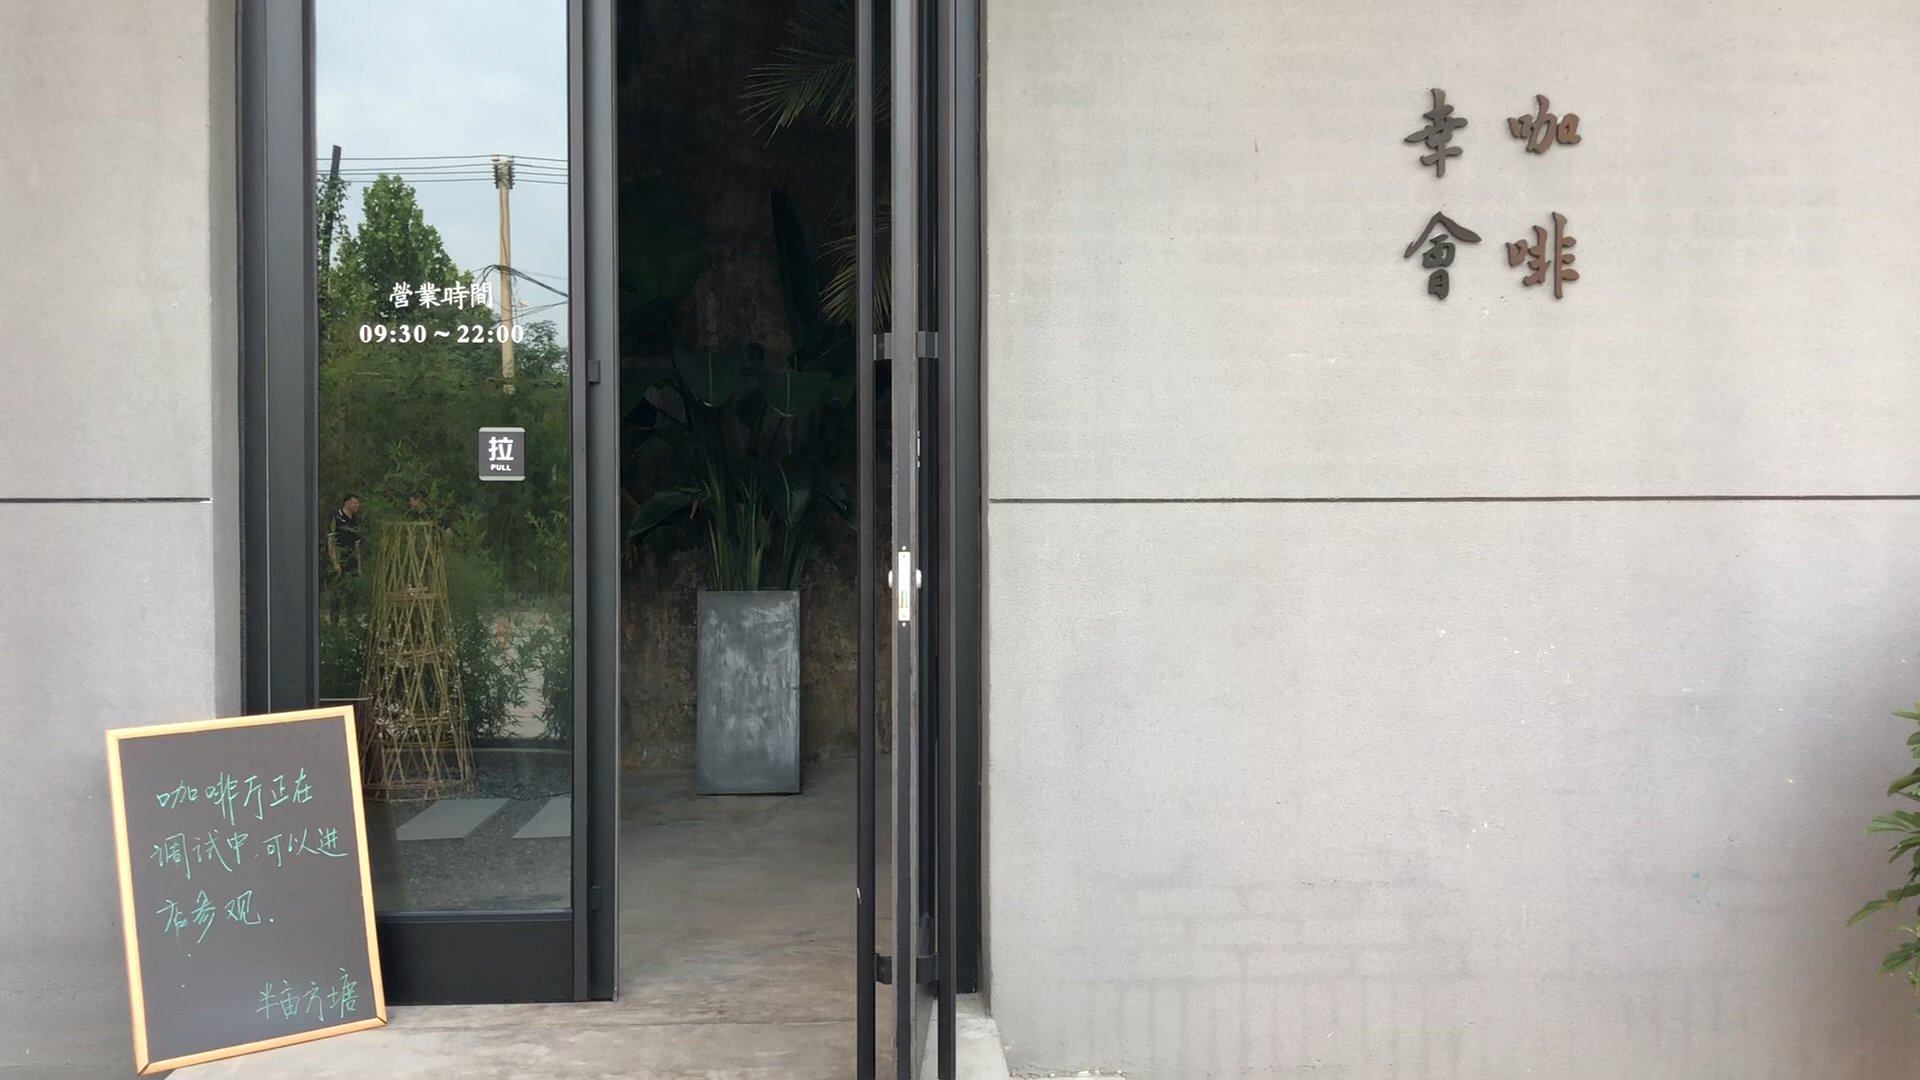 營業時間
09:30 ~ 22:00
拉
PULL
咖啡
幸會
咖啡厅正在
调试中.可以进
店参观.
半亩方塘